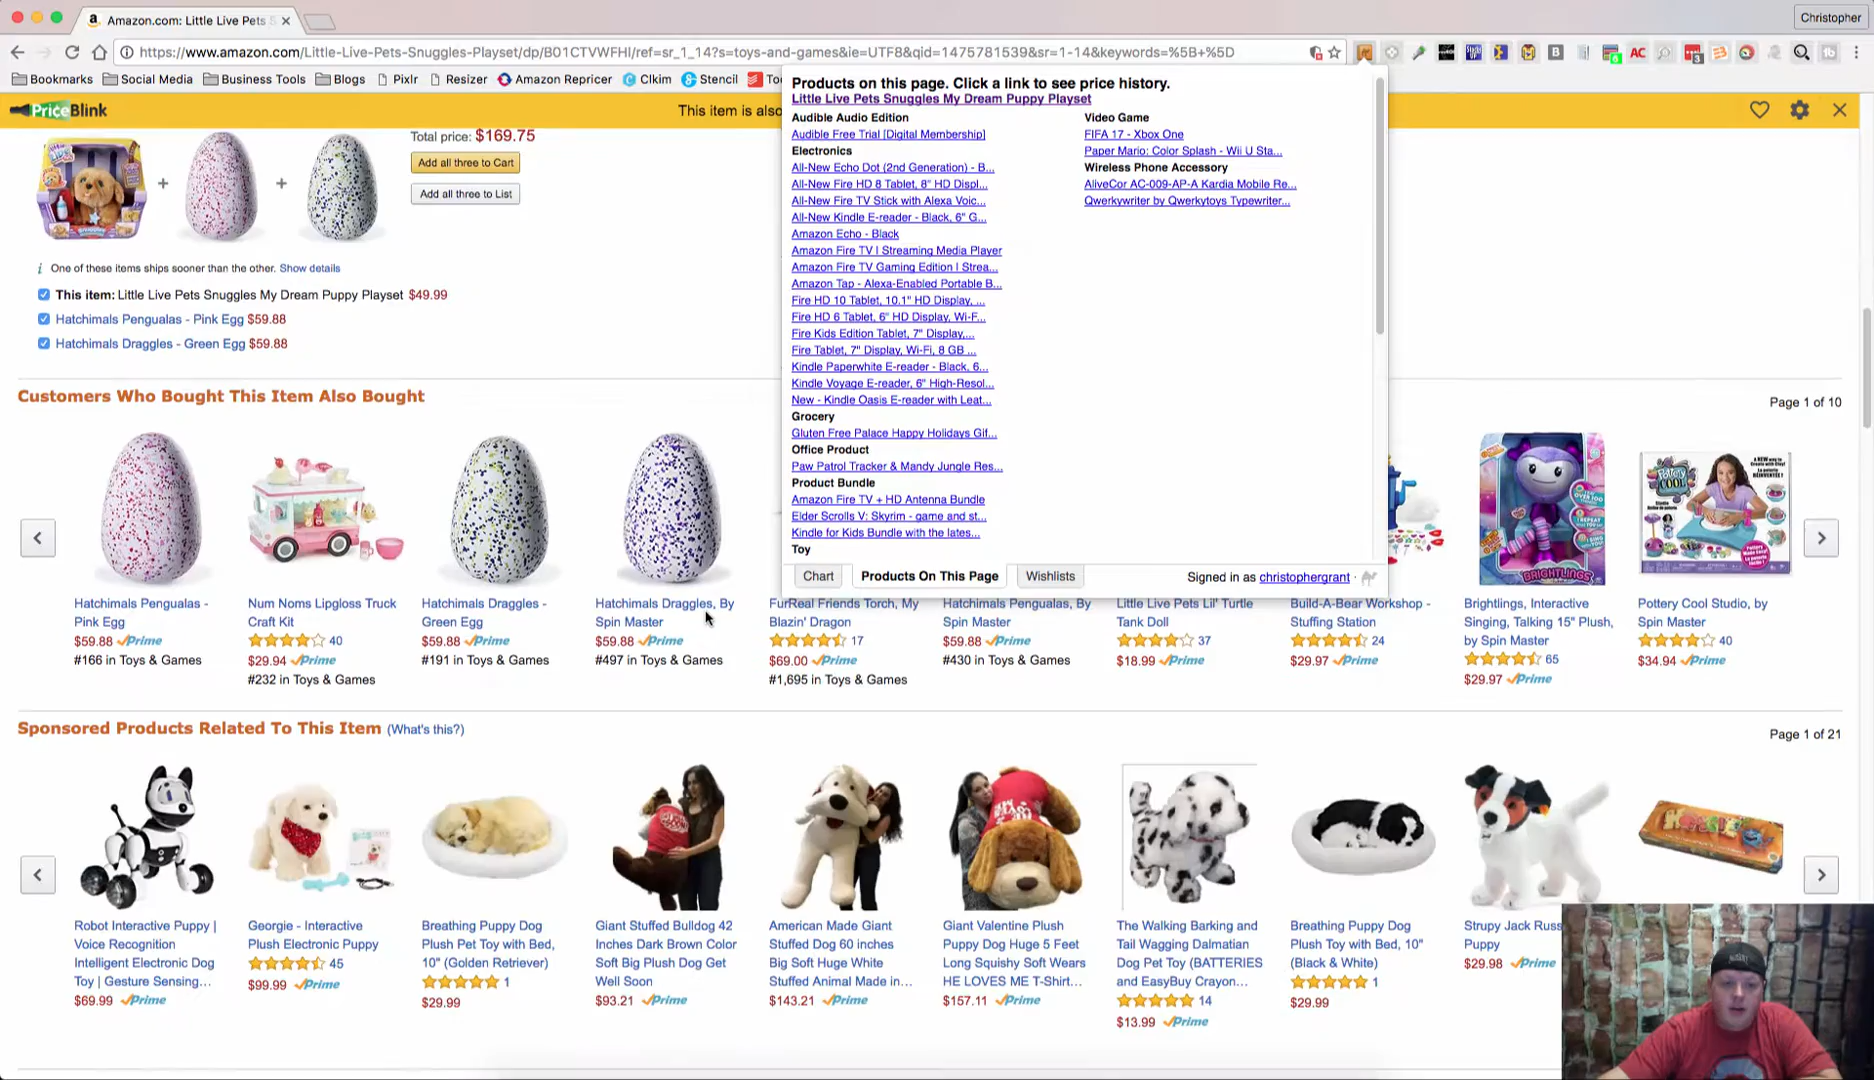 Amazon.com: Little Live Pets S
Christopher
https://www.amazon.com/Little-Live-Pets-Snuggles-Playset/dp/B01CTVWFHI/ref=sr_1_14?s=toys-and-games&ie=UTF8&qid=1475781539&sr=1-14&keywords=%5B+%5D
Bookmarks Social Media Business Tools Blogs Pixlr Resizer Amazon Repricer Clkim Stencil
PriceBlink
This item is also
Total price: $169.75
Add all three to Cart
Add all three to List
One of these items ships sooner than the other. Show details
This item: Little Live Pets Snuggles My Dream Puppy Playset $49.99
Hatchimals Pengualas - Pink Egg $59.88
Hatchimals Draggles - Green Egg $59.88
Products on this page. Click a link to see price history.
Little Live Pets Snuggles My Dream Puppy Playset
Audible Audio Edition
Audible Free Trial [Digital Membership]
Electronics
All-New Echo Dot (2nd Generation) - B...
All-New Fire HD 8 Tablet, 8" HD Displ...
All-New Fire TV Stick with Alexa Voic...
All-New Kindle E-reader - Black, 6" G...
Amazon Echo - Black
Amazon Fire TV | Streaming Media Player
Amazon Fire TV Gaming Edition | Strea...
Amazon Tap - Alexa-Enabled Portable B...
Fire HD 10 Tablet, 10.1" HD Display, ...
Fire HD 6 Tablet, 6" HD Display, Wi-F...
Fire Kids Edition Tablet, 7" Display,...
Fire Tablet, 7" Display, Wi-Fi, 8 GB ...
Kindle Paperwhite E-reader - Black, 6...
Kindle Voyage E-reader, 6" High-Resol...
New - Kindle Oasis E-reader with Leat...
Grocery
Gluten Free Palace Happy Holidays Gif...
Office Product
Paw Patrol Tracker & Mandy Jungle Res...
Product Bundle
Amazon Fire TV + HD Antenna Bundle
Elder Scrolls V: Skyrim - game and st...
Kindle for Kids Bundle with the lates...
Toy
Video Game
FIFA 17 - Xbox One
Paper Mario: Color Splash - Wii U Sta...
Wireless Phone Accessory
AliveCor AC-009-AP-A Kardia Mobile Re...
Qwerkywriter by Qwerkytoys Typewriter...
Chart Products On This Page Wishlists
Signed in as christophergrant
Customers Who Bought This Item Also Bought
Page 1 of 10
Hatchimals Pengualas -
Pink Egg
$59.88 Prime
#166 in Toys & Games
Num Noms Lipgloss Truck
Craft Kit
40
$29.94 Prime
#232 in Toys & Games
Hatchimals Draggles -
Green Egg
$59.88 Prime
#191 in Toys & Games
Hatchimals Draggles, By
Spin Master
$59.88 Prime
#497 in Toys & Games
FurReal Friends Torch, My
Blazin' Dragon
17
$69.00 Prime
#1,695 in Toys & Games
Hatchimals Pengualas, By
Spin Master
$59.88 Prime
#430 in Toys & Games
Little Live Pets Lil' Turtle
Tank Doll
37
$18.99 Prime
Build-A-Bear Workshop -
Stuffing Station
24
$29.97 Prime
BRIGHTLINGS
Brightlings, Interactive
Singing, Talking 15" Plush,
by Spin Master
65
$29.97 Prime
Pottery Cool Studio, by
Spin Master
40
$34.94 Prime
Sponsored Products Related To This Item (What's this?)
Page 1 of 21
Robot Interactive Puppy |
Voice Recognition
Intelligent Electronic Dog
Toy | Gesture Sensing...
$69.99 Prime
Georgie - Interactive
Plush Electronic Puppy
45
$99.99 Prime
Breathing Puppy Dog
Plush Pet Toy with Bed,
10" (Golden Retriever)
1
$29.99
Giant Stuffed Bulldog 42
Inches Dark Brown Color
Soft Big Plush Dog Get
Well Soon
$93.21 Prime
American Made Giant
Stuffed Dog 60 inches
Big Soft Huge White
Stuffed Animal Made in...
$143.21 Prime
Giant Valentine Plush
Puppy Dog Huge 5 Feet
Long Squishy Soft Wears
HE LOVES ME T-Shirt...
$157.11 Prime
The Walking Barking and
Tail Wagging Dalmatian
Dog Pet Toy (BATTERIES
and EasyBuy Crayon...
14
$13.99 Prime
Breathing Puppy Dog
Plush Toy with Bed, 10"
(Black & White)
1
$29.99
Strupy Jack Russ
Puppy
$29.98 Prime